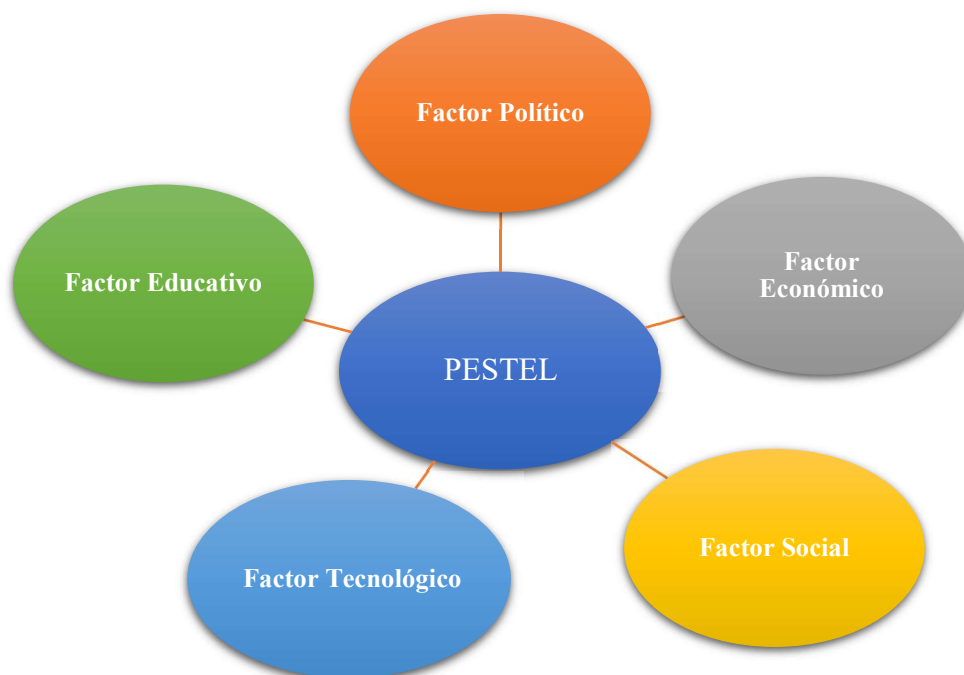 Factor Político
Factor
Económico
Factor Educativo
PESTEL
Factor Social
Factor Tecnológico